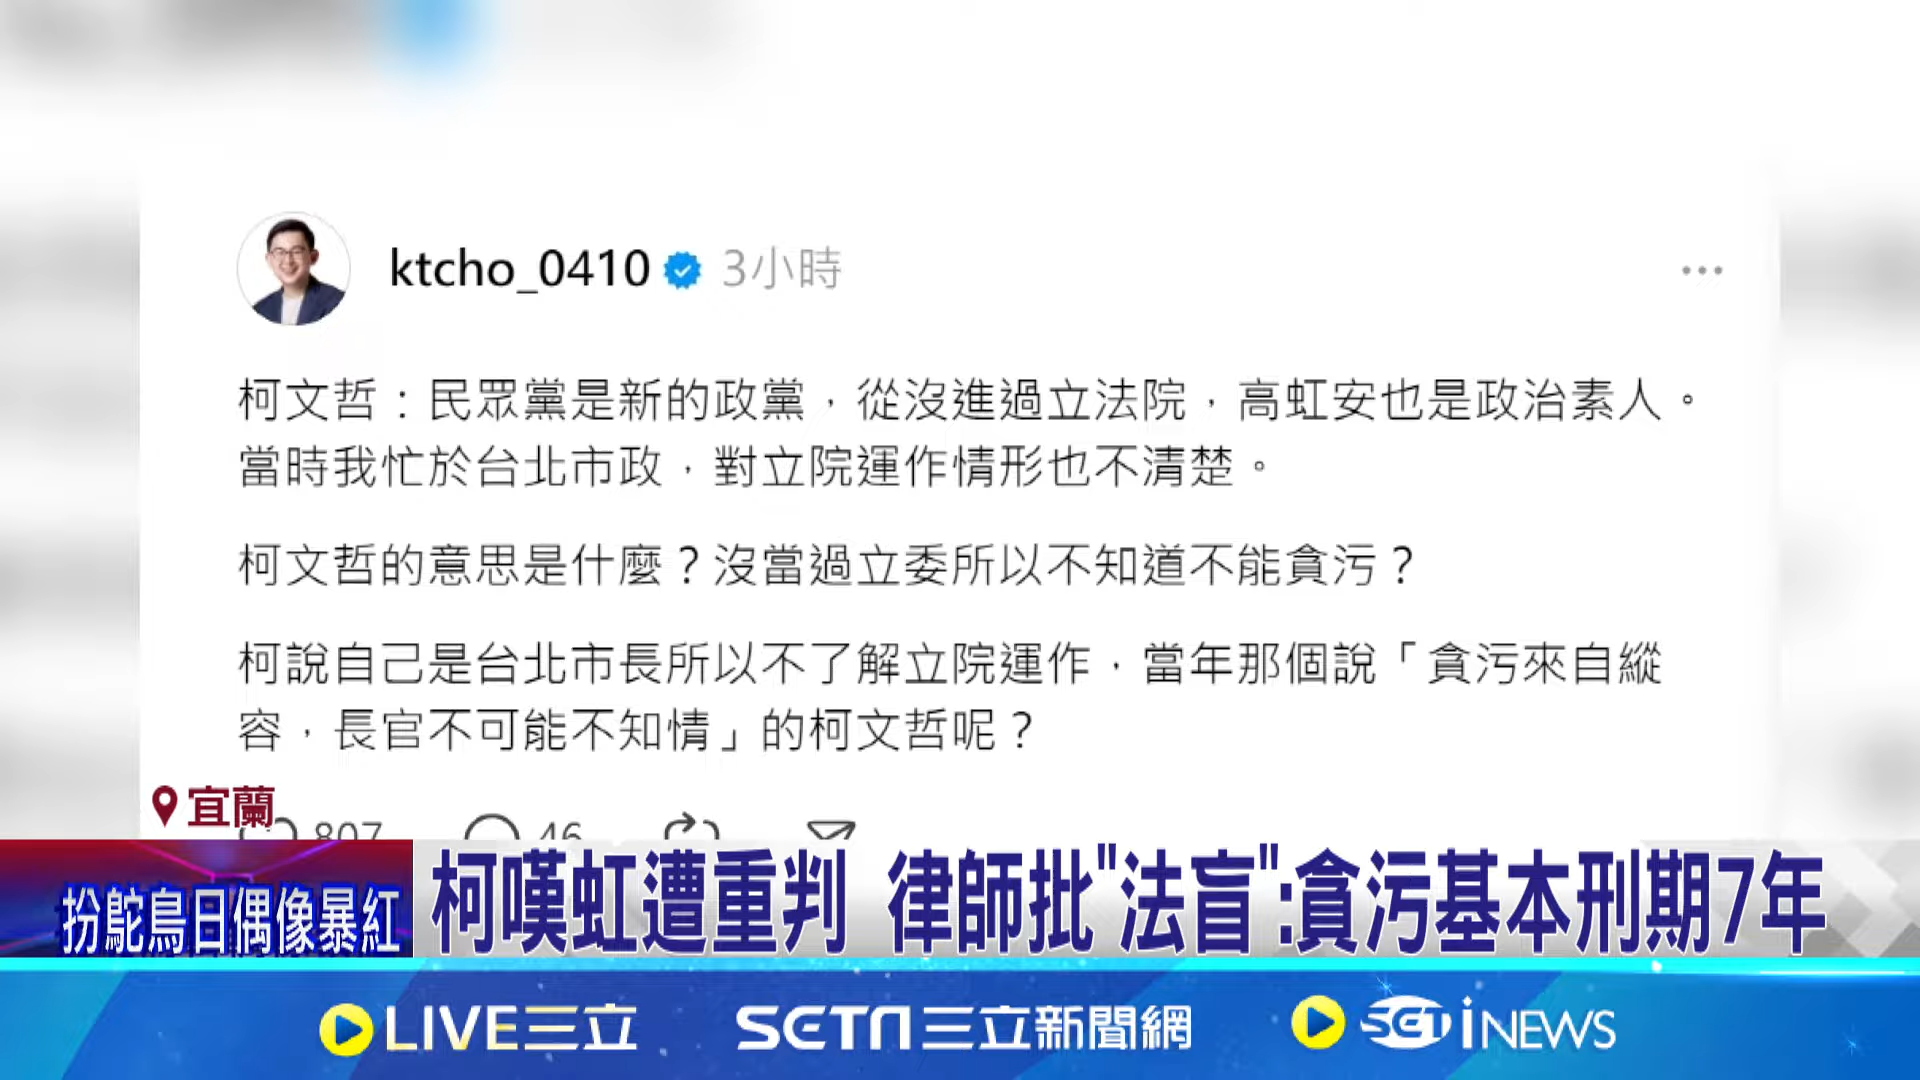 ktcho_0410 3小時
柯文哲：民眾黨是新的政黨，從沒進過立法院，高虹安也是政治素人。
當時我忙於台北市政，對立院運作情形也不清楚。
柯文哲的意思是什麼？沒當過立委所以不知道不能貪污？
柯說自己是台北市長所以不了解立院運作，當年那個說「貪污來自縱
容，長官不可能不知情」的柯文哲呢？
宜蘭
807 46
扮鴕鳥日偶像暴紅
柯嘆虹遭重判 律師批"法盲":貪污基本刑期7年
LIVE三立 SETN三立新聞網 SET iNEWS